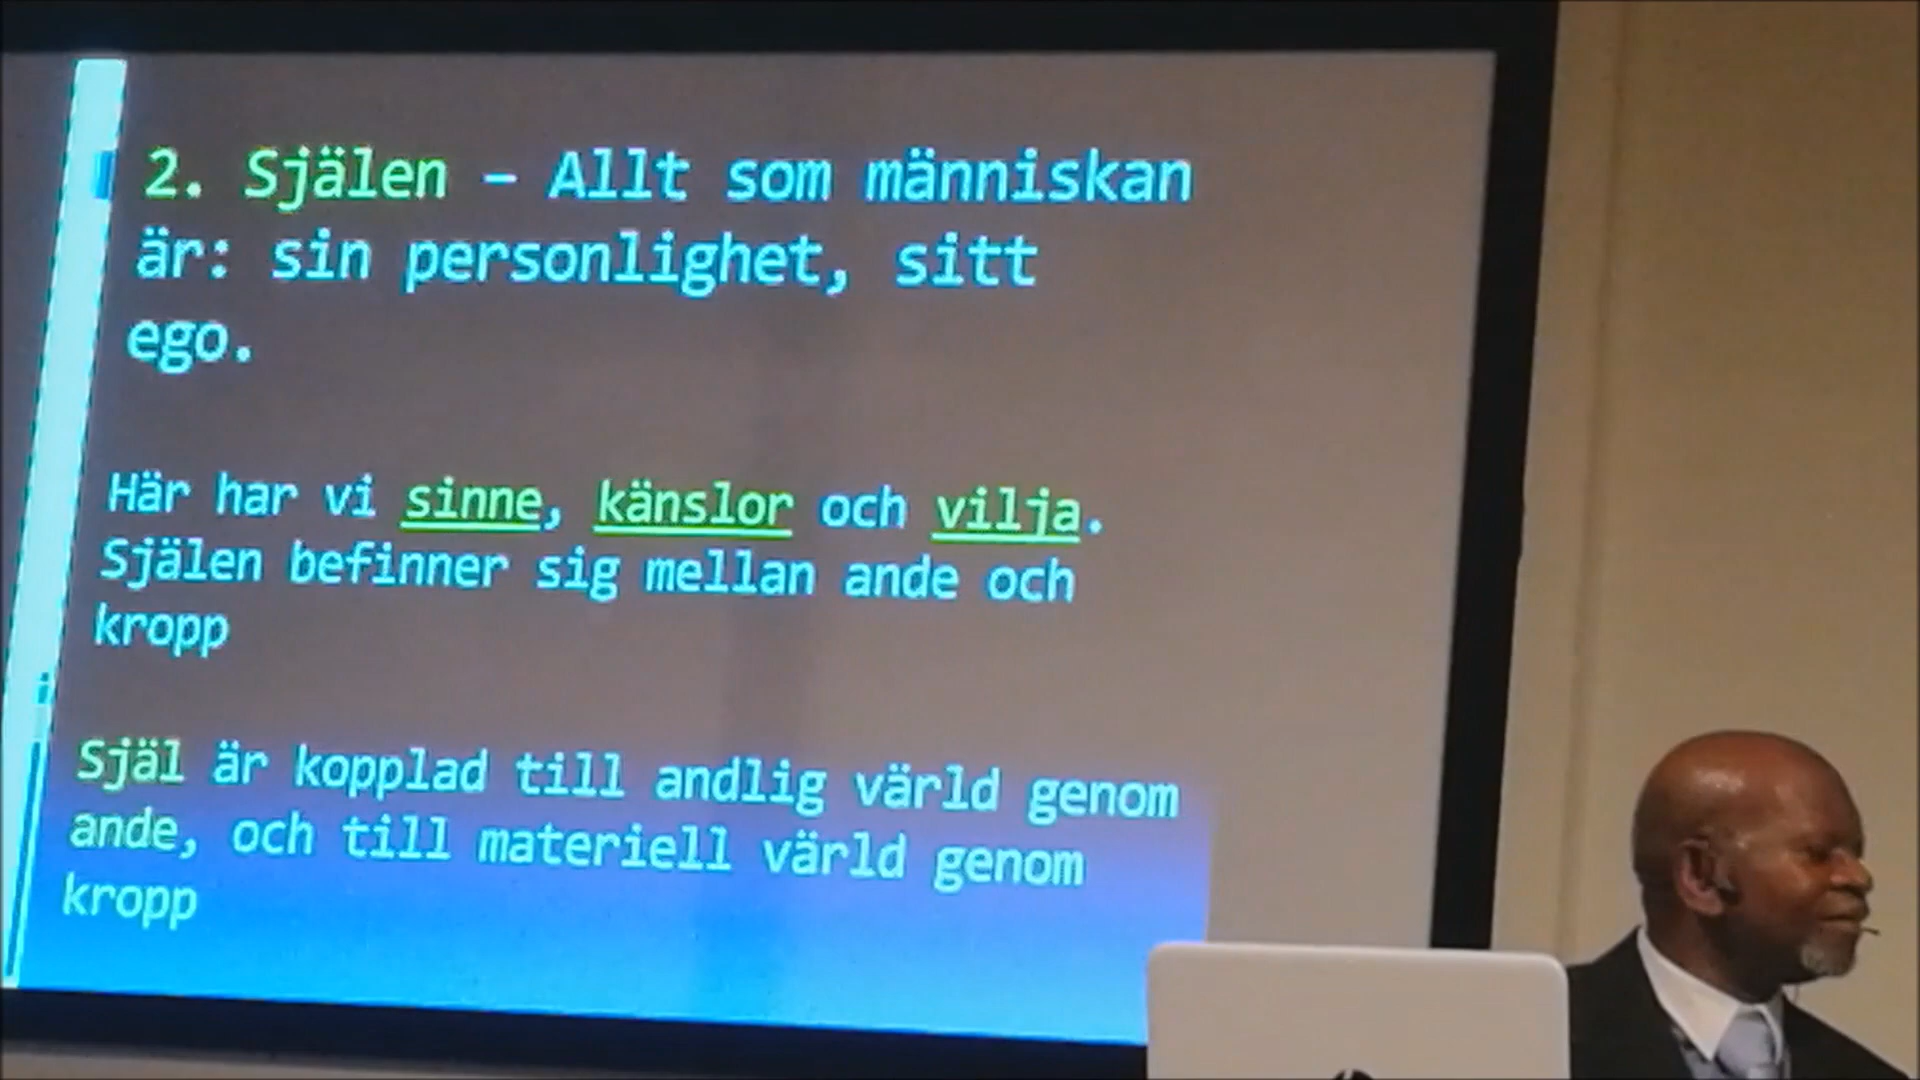 2. Själen – Allt som människan
är: sin personlighet, sitt
ego.
Här har vi sinne, känslor och vilja.
Själen befinner sig mellan ande och
kropp
Själ är kopplad till andlig värld genom
ande, och till materiell värld genom
kropp